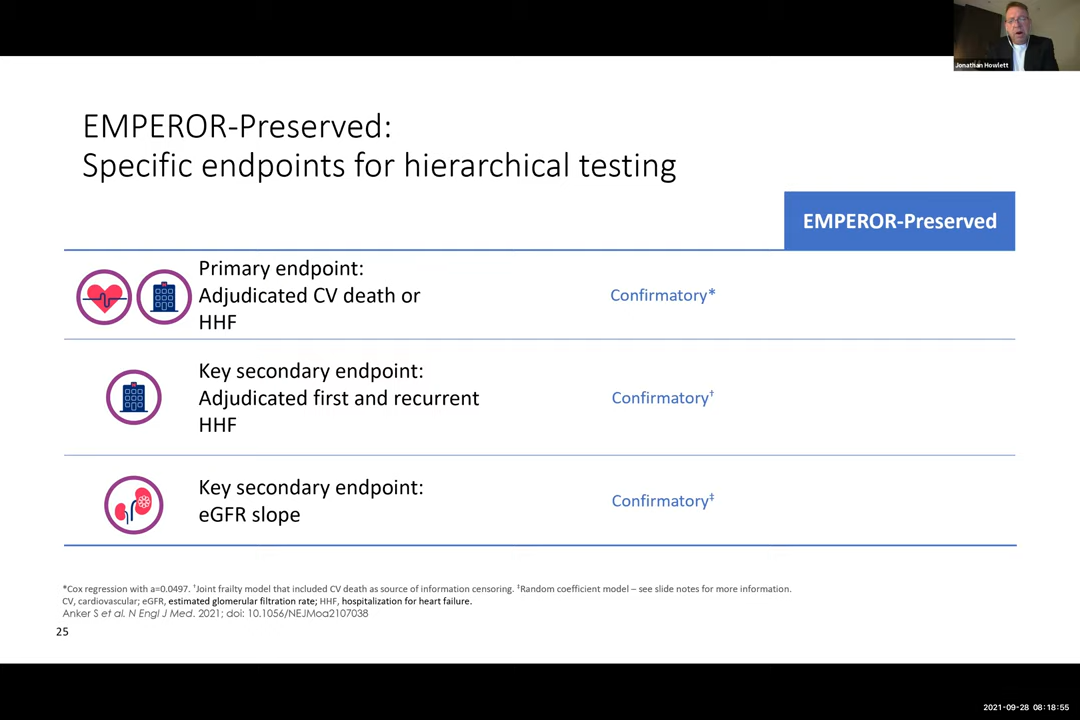 Jonathan Howlett
EMPEROR-Preserved:
Specific endpoints for hierarchical testing
EMPEROR-Preserved
Primary endpoint:
Adjudicated CV death or
HHF
Confirmatory*
Key secondary endpoint:
Adjudicated first and recurrent
HHF
Confirmatory†
Key secondary endpoint:
eGFR slope
Confirmatory‡
*Cox regression with a=0.0497. †Joint frailty model that included CV death as source of information censoring. ‡Random coefficient model – see slide notes for more information.
CV, cardiovascular; eGFR, estimated glomerular filtration rate; HHF, hospitalization for heart failure.
Anker S et al. N Engl J Med. 2021; doi: 10.1056/NEJMoa2107038
25
2021-09-28 08:18:55